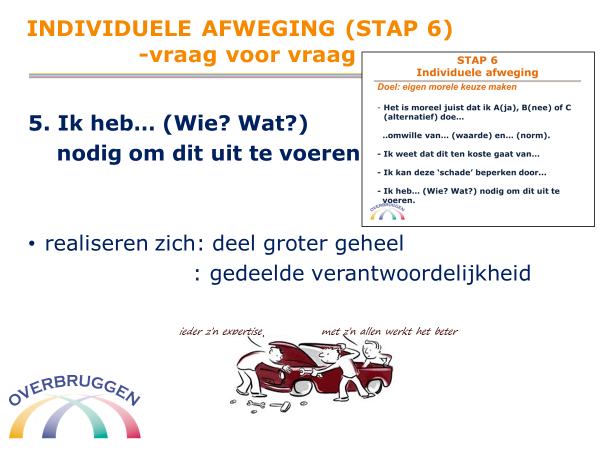 INDIVIDUELE AFWEGING (STAP 6)
-vraag voor vraag
STAP 6
Individuele afweging
Doel: eigen morele keuze maken
- Het is moreel juist dat ik A(ja), B(nee) of C
(alternatief) doe...
..omwille van... (waarde) en... (norm).
- Ik weet dat dit ten koste gaat van...
- Ik kan deze ‘schade’ beperken door...
- Ik heb... (Wie? Wat?) nodig om dit uit te
voeren.
OVERBRUGGEN
5. Ik heb... (Wie? Wat?)
nodig om dit uit te voeren
• realiseren zich: deel groter geheel
: gedeelde verantwoordelijkheid
ieder z'n expertise
met z'n allen werkt het beter
OVERBRUGGEN